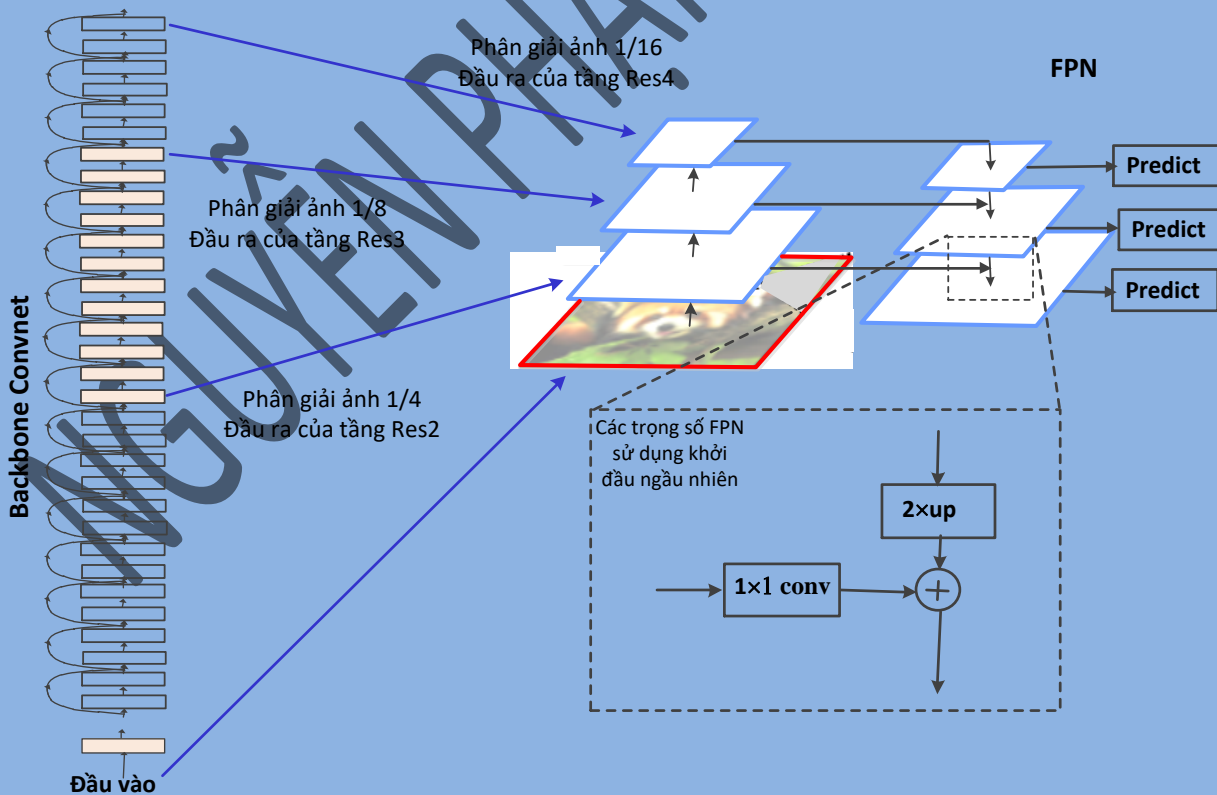 Phân giải ảnh 1/16
Đầu ra của tầng Res4
FPN
Predict
Phân giải ảnh 1/8
Đầu ra của tầng Res3
Predict
Predict
Backbone Convnet
Phân giải ảnh 1/4
Đầu ra của tầng Res2
Các trọng số FPN
sử dụng khởi
đầu ngầu nhiên
2×up
1×1 conv
+
Đầu vào
NGUYỄN PHẠ